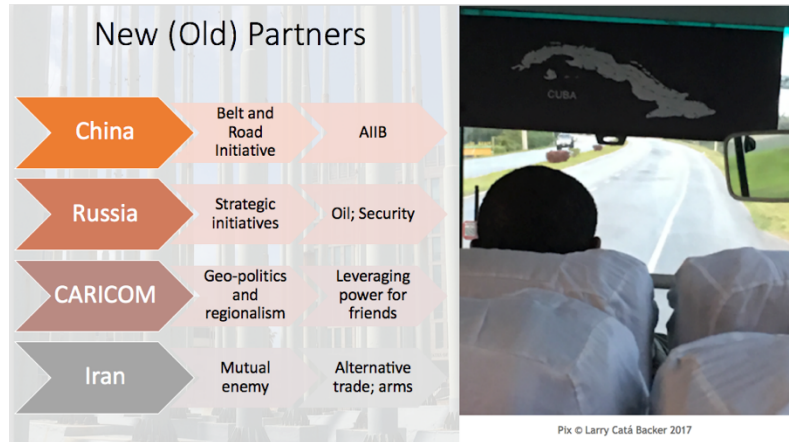 New (Old) Partners
China
Belt and
Road
Initiative
AIIB
Russia
Strategic
initiatives
Oil; Security
CARICOM
Geo-politics
and
regionalism
Leveraging
power for
friends
Iran
Mutual
enemy
Alternative
trade; arms
CUBA
Pix © Larry Catá Backer 2017